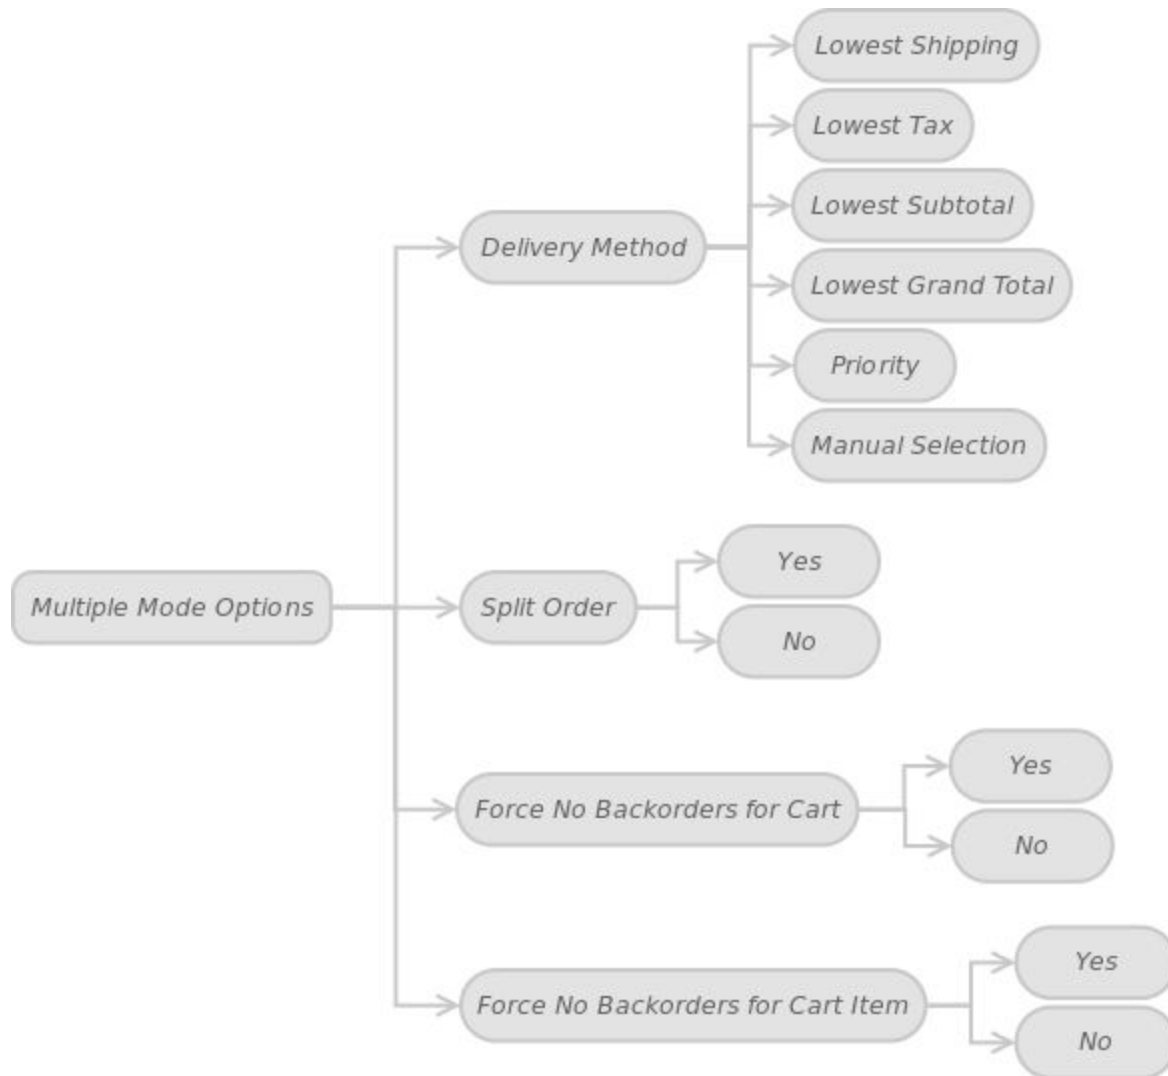 Lowest Shipping
Lowest Tax
Lowest Subtotal
Delivery Method
Lowest Grand Total
Priority
Manual Selection
Multiple Mode Options
Split Order
Yes
No
Force No Backorders for Cart
Yes
No
Force No Backorders for Cart Item
Yes
No